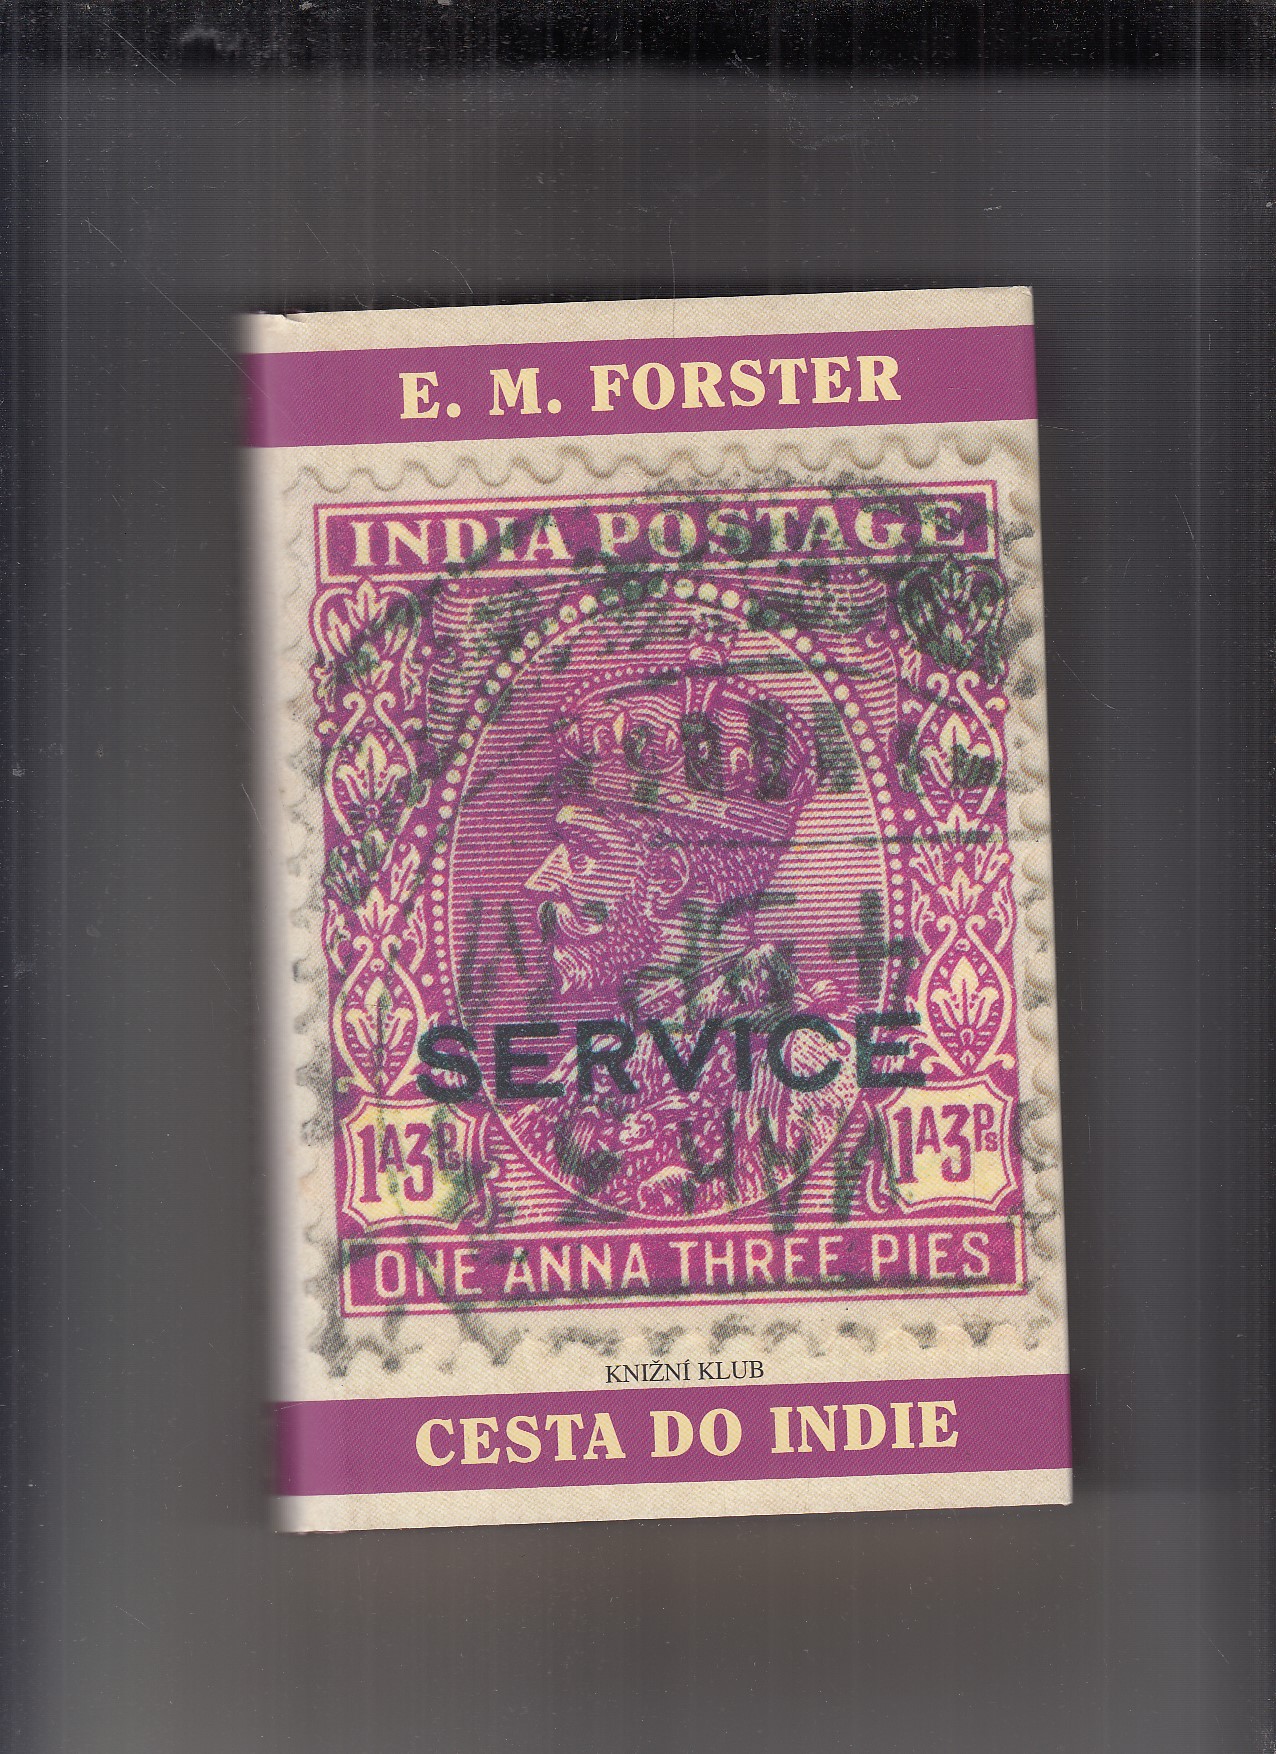 E. M. FORSTER
INDIA POSTAGE
SERVICE
1A3Ps 1A3Ps
ONE ANNA THREE PIES
KNIŽNÍ KLUB
CESTA DO INDIE